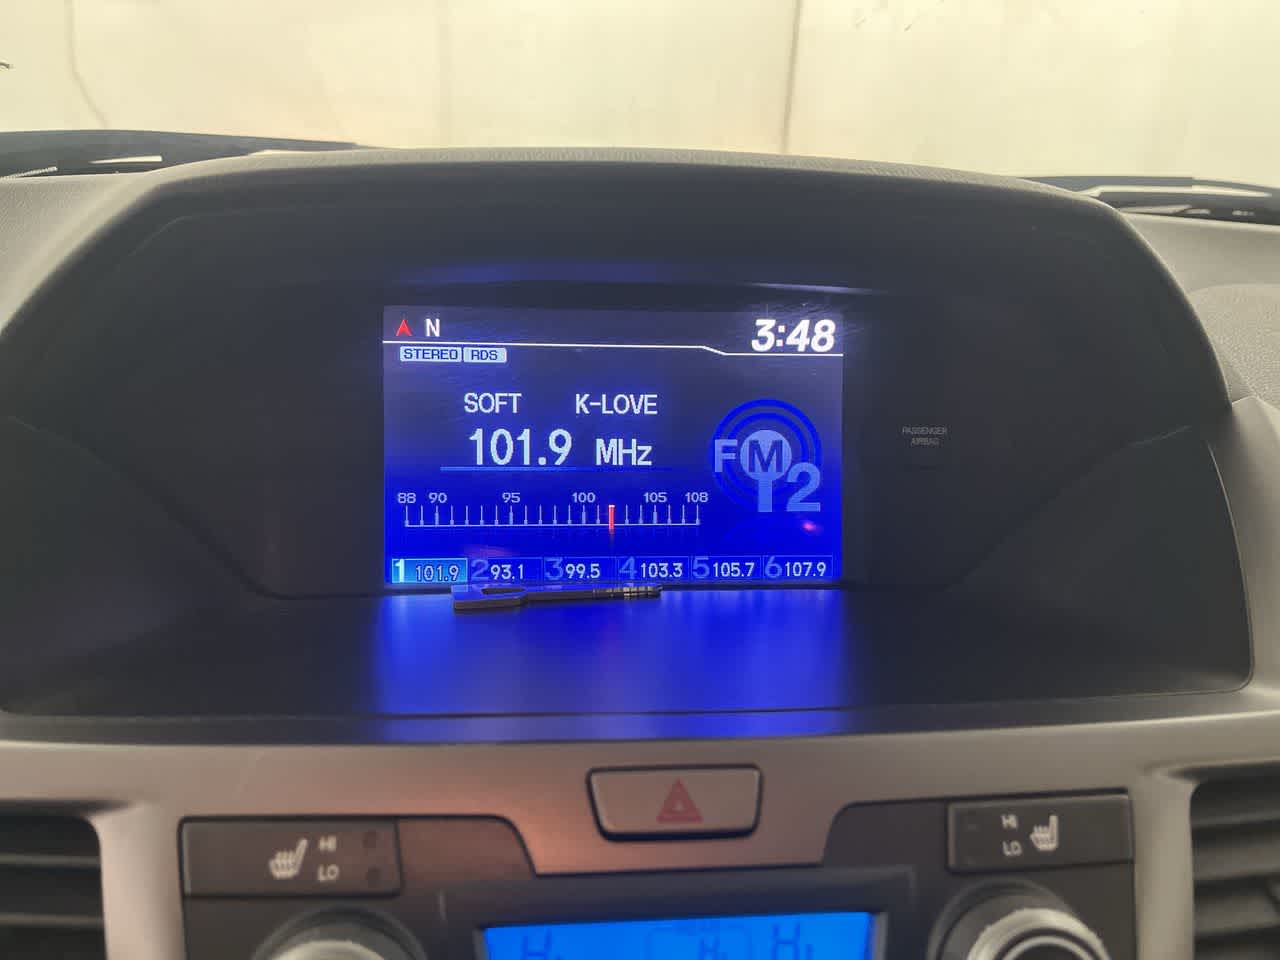 N 3:48
STEREO RDS
SOFT K-LOVE
101.9 MHz
FM 2
88 90 95 100 105 108
1 101.9 2 93.1 3 99.5 4 103.3 5 105.7 6 107.9
PASSENGER
AIRBAG
HI
LO
HI
LO
Hi Hi